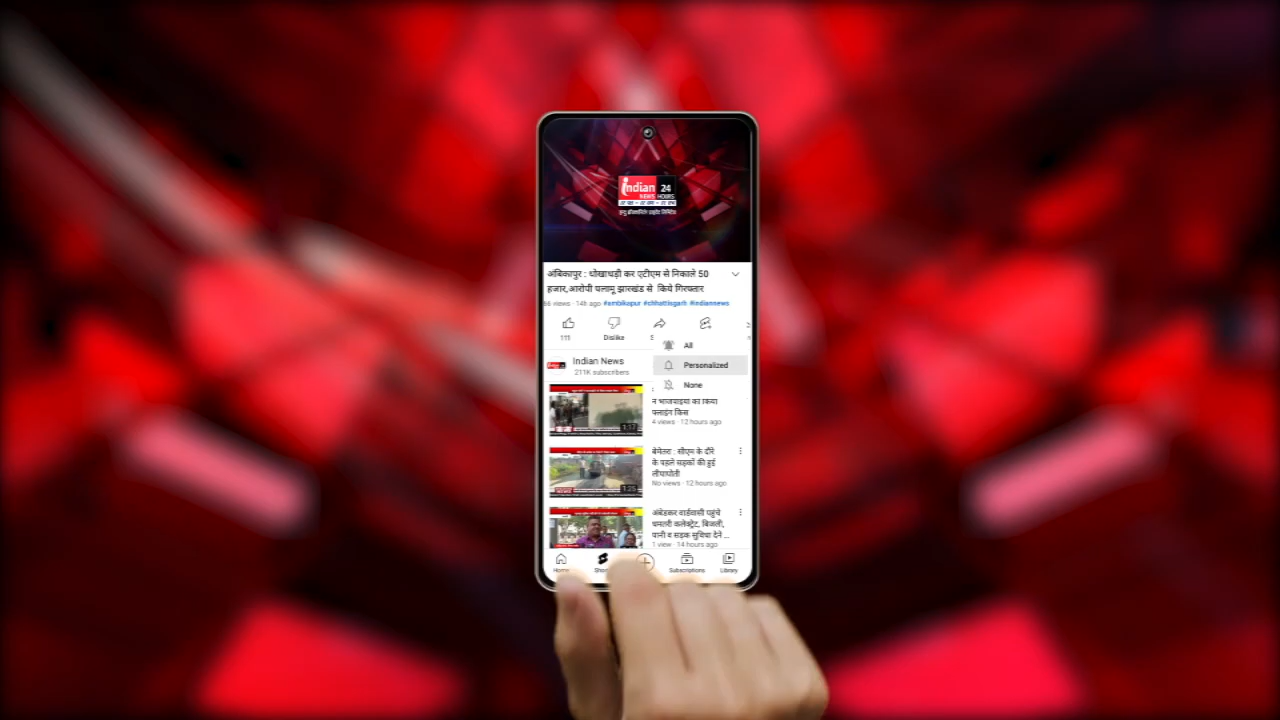 indian
24
NEWS
HOURS
अंबिकापुर : धोखाधड़ी कर एटीएम से निकाले 50
हजार,आरोपी पलामू झारखंड से किये गिरफ्तार
66 views · 14h ago #ambikapur #chhattisgarh #indiannews
111
Dislike
All
Indian News
211K subscribers
Personalized
None
ने भाजपाइयों को किया
फ्लाइंग किस
4 views · 12 hours ago
1:17
बेमेतरा : सीएम के दौरे
के पहले सड़कों की हुई
लीपापोती
No views · 12 hours ago
1:25
अंबेडकर वार्डवासी पहुंचे
धमतरी कलेक्ट्रेट, बिजली,
पानी व सड़क सुविधा देने ...
1 view · 14 hours ago
Home
Subscriptions
Library